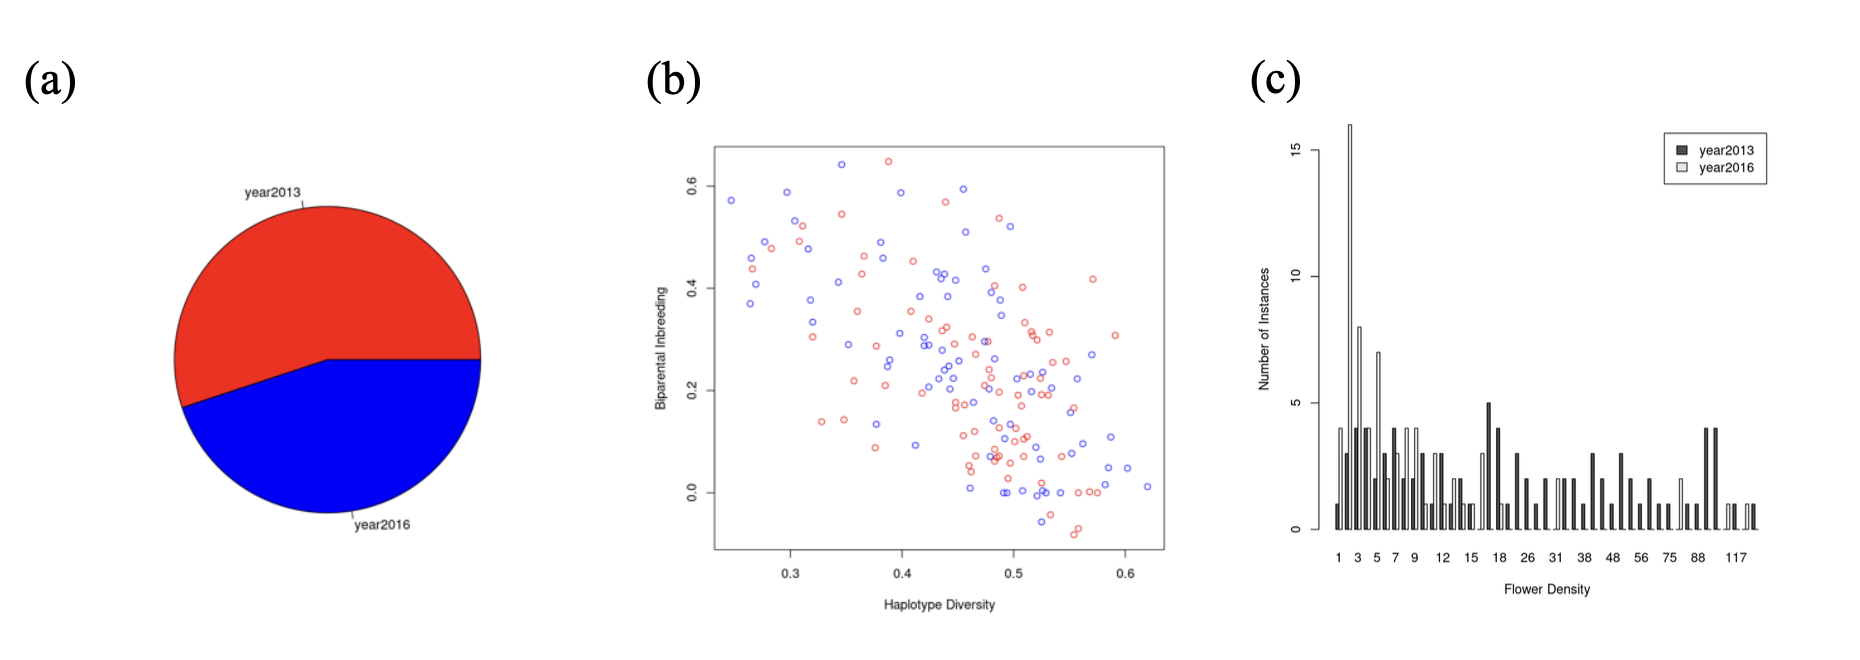 (a)
year2013
year2016
(b)
Biparental Inbreeding
0.6
0.4
0.2
0.0
0.3 0.4 0.5 0.6
Haplotype Diversity
(c)
year2013
year2016
Number of Instances
15
10
5
0
1 3 5 7 9 12 15 18 26 31 38 48 56 75 88 117
Flower Density